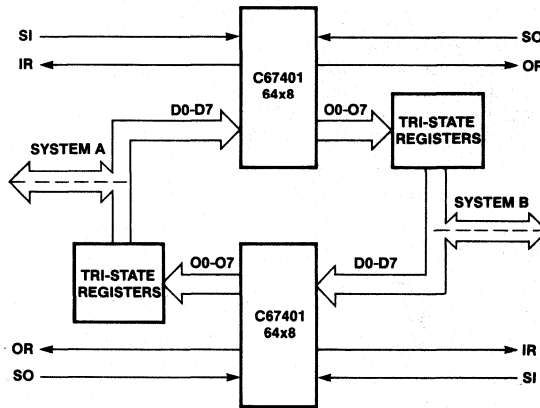 SI
SO
IR
OR
C67401
64x8
D0-D7
O0-O7
TRI-STATE
REGISTERS
SYSTEM A
SYSTEM B
TRI-STATE
REGISTERS
O0-O7
D0-D7
C67401
64x8
OR
IR
SO
SI